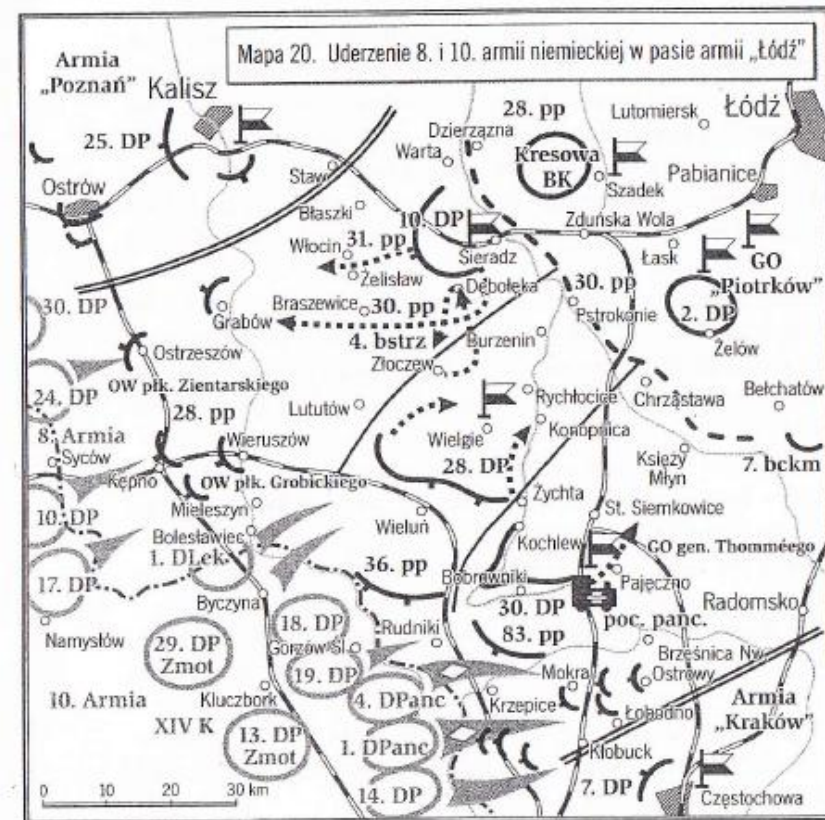 Mapa 20. Uderzenie 8. i 10. armii niemieckiej w pasie armii „Łódź”
Armia
„Poznań”
Kalisz
25. DP
Ostrów
Staw
Błaszki
28. pp
Dzierzązna
Warta
Kresowa
BK
Lutomiersk
Łódź
Szadek
Pabianice
10. DP
Sieradz
Zduńska Wola
Łask
GO
„Piotrków”
2. DP
Żelów
Włocin
31. pp
Żelisław
Dębołęka
30. pp
Pstrokonie
30. DP
Grabów
Braszewice
30. pp
4. bstrz
Burzenin
Złoczew
Ostrzeszów
OW płk. Zientarskiego
24. DP
28. pp
Lututów
Rychłocice
Chrząstawa
Bełchatów
8. Armia
Syców
Kępno
Wieruszów
Wielgie
Konopnica
28. DP
Księży
Młyn
7. bckm
OW płk. Grobickiego
10. DP
Mieleszyn
Bolesławiec
Wieluń
Żychta
St. Siemkowice
Kochlew
GO gen. Thomméego
1. DLek
17. DP
Byczyna
36. pp
Bobrowniki
Pajęczno
Radomsko
30. DP
poc. panc.
83. pp
Namysłów
29. DP
Zmot
18. DP
Gorzów Śl.
Rudniki
19. DP
Brzeźnica Nw.
Mokra
Ostrowy
10. Armia
Kluczbork
4. DPanc
Krzepice
Łobodno
Armia
„Kraków”
XIV K
13. DP
Zmot
1. DPanc
Kłobuck
14. DP
7. DP
Częstochowa
0 10 20 30 km